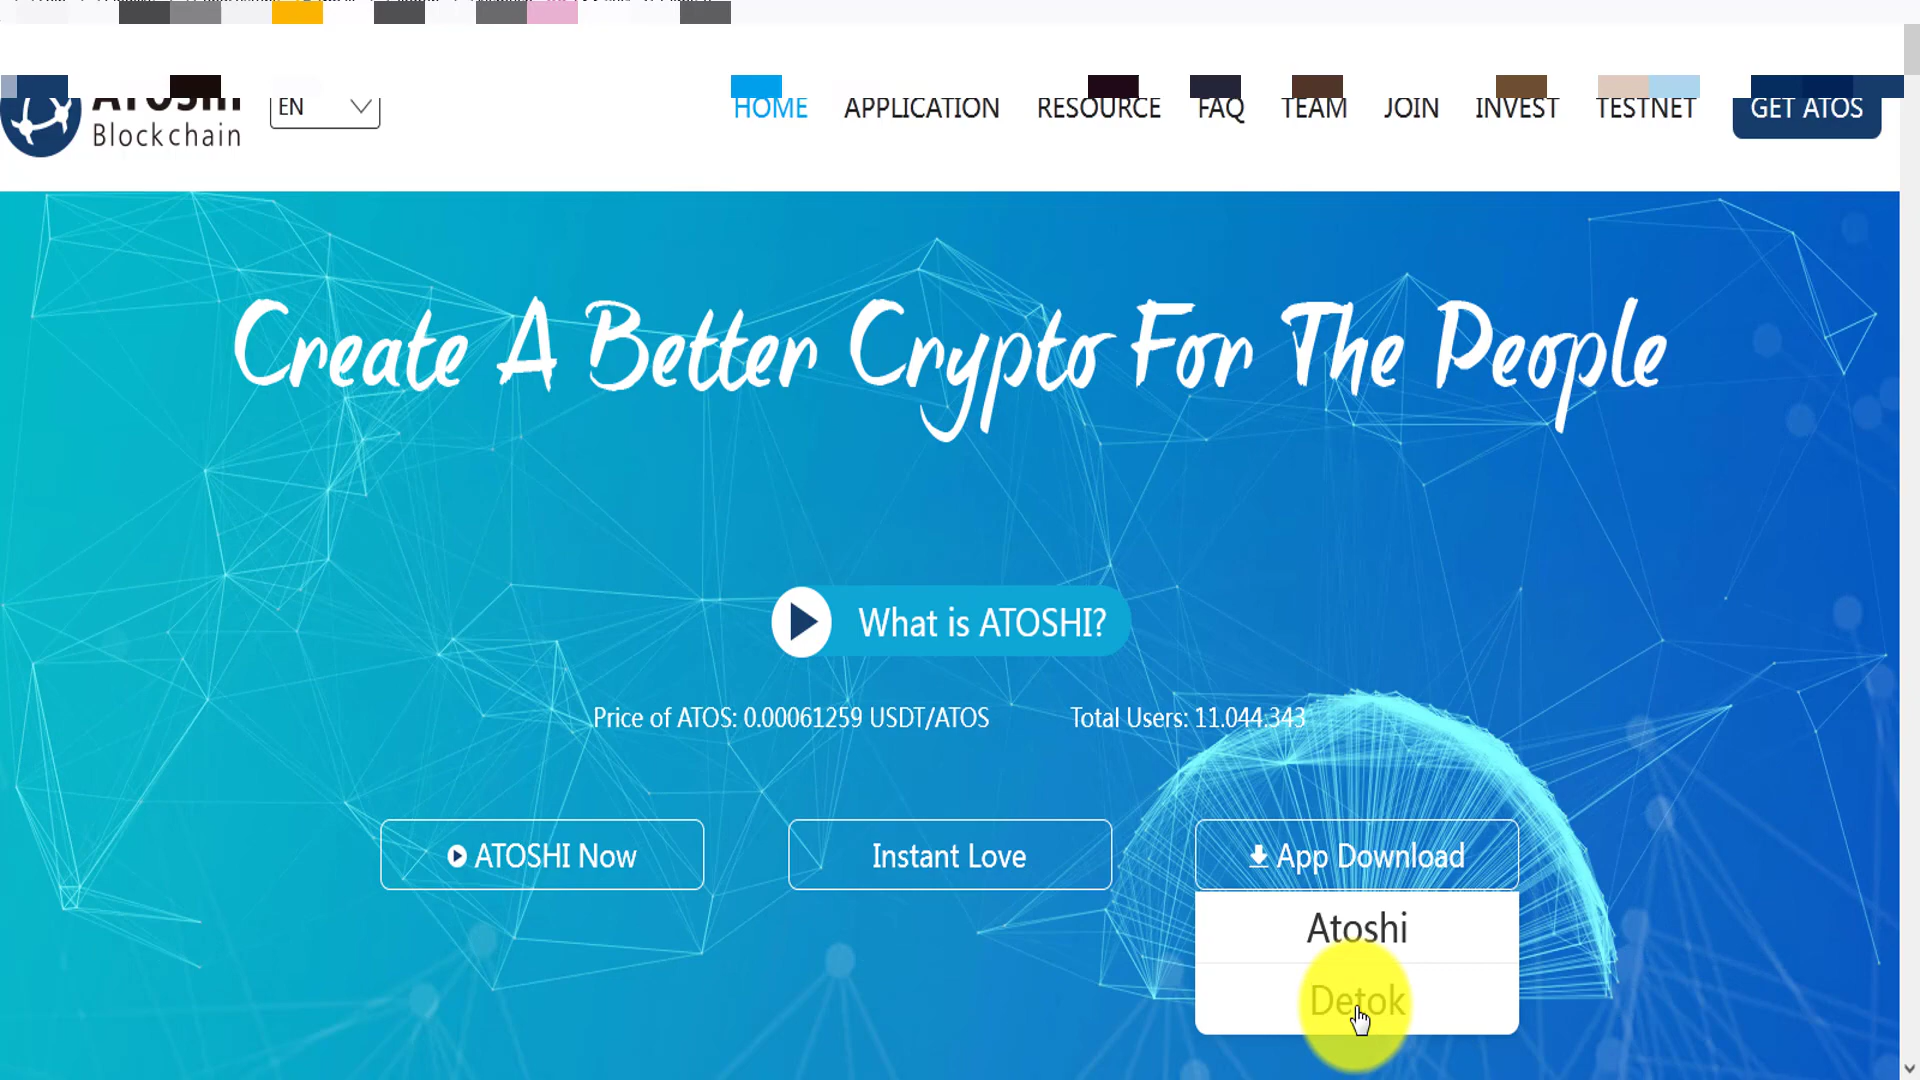 ATOSHI
Blockchain
EN
HOME APPLICATION RESOURCE FAQ TEAM JOIN INVEST TESTNET GET ATOS
Create A Better Crypto For The People
What is ATOSHI?
Price of ATOS: 0.00061259 USDT/ATOS Total Users: 11.044.343
ATOSHI Now Instant Love App Download
Atoshi
Detok